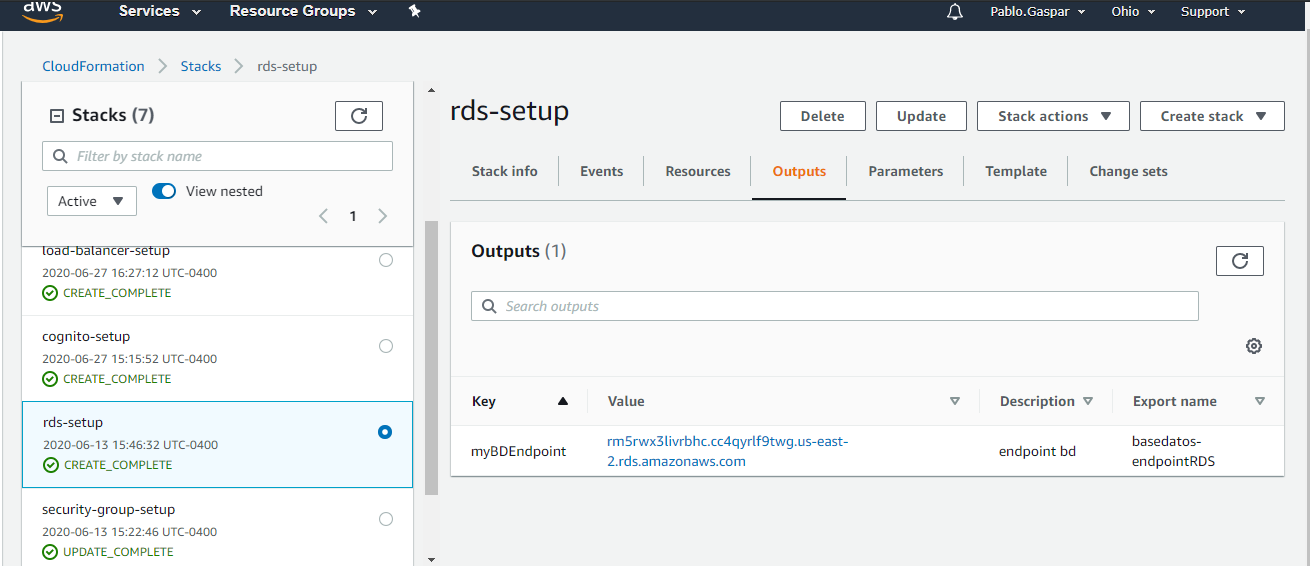 aws Services Resource Groups Pablo.Gaspar Ohio Support
CloudFormation Stacks rds-setup
Stacks (7)
Filter by stack name
Active View nested
1
load-balancer-setup
2020-06-27 16:27:12 UTC-0400
CREATE_COMPLETE
cognito-setup
2020-06-27 15:15:52 UTC-0400
CREATE_COMPLETE
rds-setup
2020-06-13 15:46:32 UTC-0400
CREATE_COMPLETE
security-group-setup
2020-06-13 15:22:46 UTC-0400
UPDATE_COMPLETE
rds-setup
Delete Update Stack actions Create stack
Stack info Events Resources Outputs Parameters Template Change sets
Outputs (1)
Search outputs
Key Value Description Export name
myBDEndpoint
rm5rwx3livrbhc.cc4qyrlf9twg.us-east-
2.rds.amazonaws.com
endpoint bd
basedatos-
endpointRDS